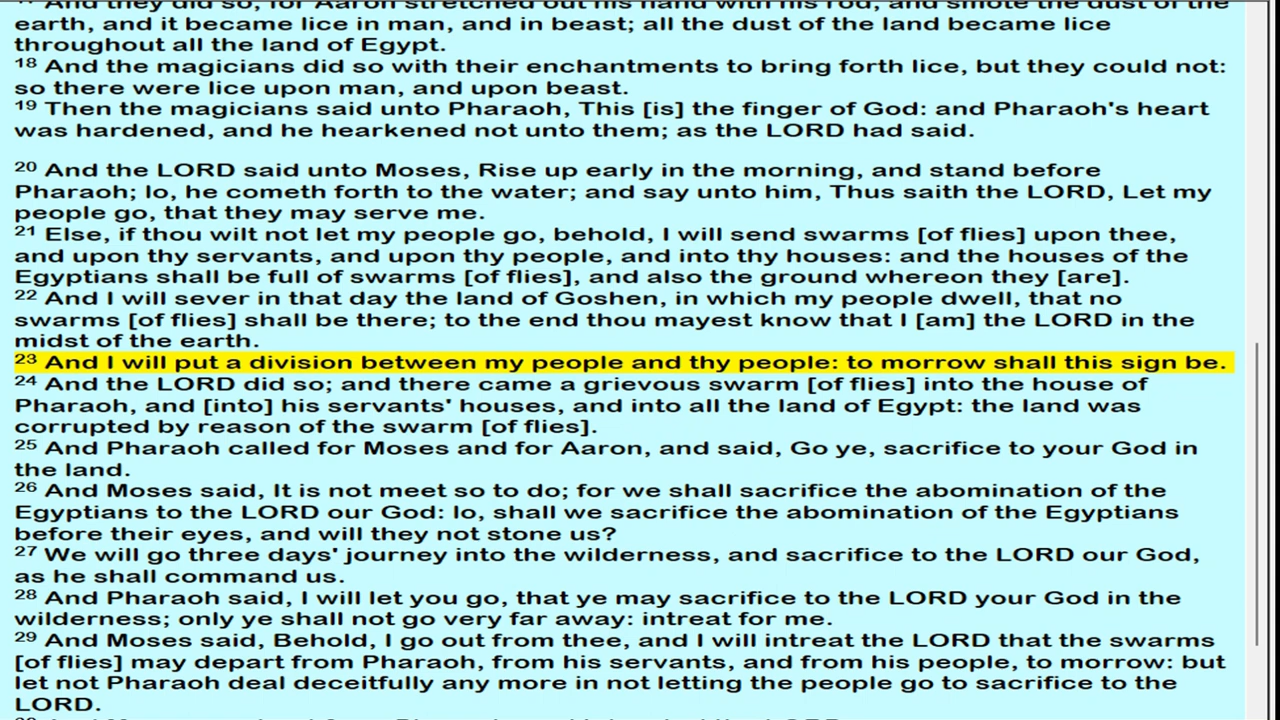 17 And they did so; for Aaron stretched out his hand with his rod, and smote the dust of the
earth, and it became lice in man, and in beast; all the dust of the land became lice
throughout all the land of Egypt.
18 And the magicians did so with their enchantments to bring forth lice, but they could not:
so there were lice upon man, and upon beast.
19 Then the magicians said unto Pharaoh, This [is] the finger of God: and Pharaoh's heart
was hardened, and he hearkened not unto them; as the LORD had said.
20 And the LORD said unto Moses, Rise up early in the morning, and stand before
Pharaoh; lo, he cometh forth to the water; and say unto him, Thus saith the LORD, Let my
people go, that they may serve me.
21 Else, if thou wilt not let my people go, behold, I will send swarms [of flies] upon thee,
and upon thy servants, and upon thy people, and into thy houses: and the houses of the
Egyptians shall be full of swarms [of flies], and also the ground whereon they [are].
22 And I will sever in that day the land of Goshen, in which my people dwell, that no
swarms [of flies] shall be there; to the end thou mayest know that I [am] the LORD in the
midst of the earth.
23 And I will put a division between my people and thy people: to morrow shall this sign be.
24 And the LORD did so; and there came a grievous swarm [of flies] into the house of
Pharaoh, and [into] his servants' houses, and into all the land of Egypt: the land was
corrupted by reason of the swarm [of flies].
25 And Pharaoh called for Moses and for Aaron, and said, Go ye, sacrifice to your God in
the land.
26 And Moses said, It is not meet so to do; for we shall sacrifice the abomination of the
Egyptians to the LORD our God: lo, shall we sacrifice the abomination of the Egyptians
before their eyes, and will they not stone us?
27 We will go three days' journey into the wilderness, and sacrifice to the LORD our God,
as he shall command us.
28 And Pharaoh said, I will let you go, that ye may sacrifice to the LORD your God in the
wilderness; only ye shall not go very far away: intreat for me.
29 And Moses said, Behold, I go out from thee, and I will intreat the LORD that the swarms
[of flies] may depart from Pharaoh, from his servants, and from his people, to morrow: but
let not Pharaoh deal deceitfully any more in not letting the people go to sacrifice to the
LORD.